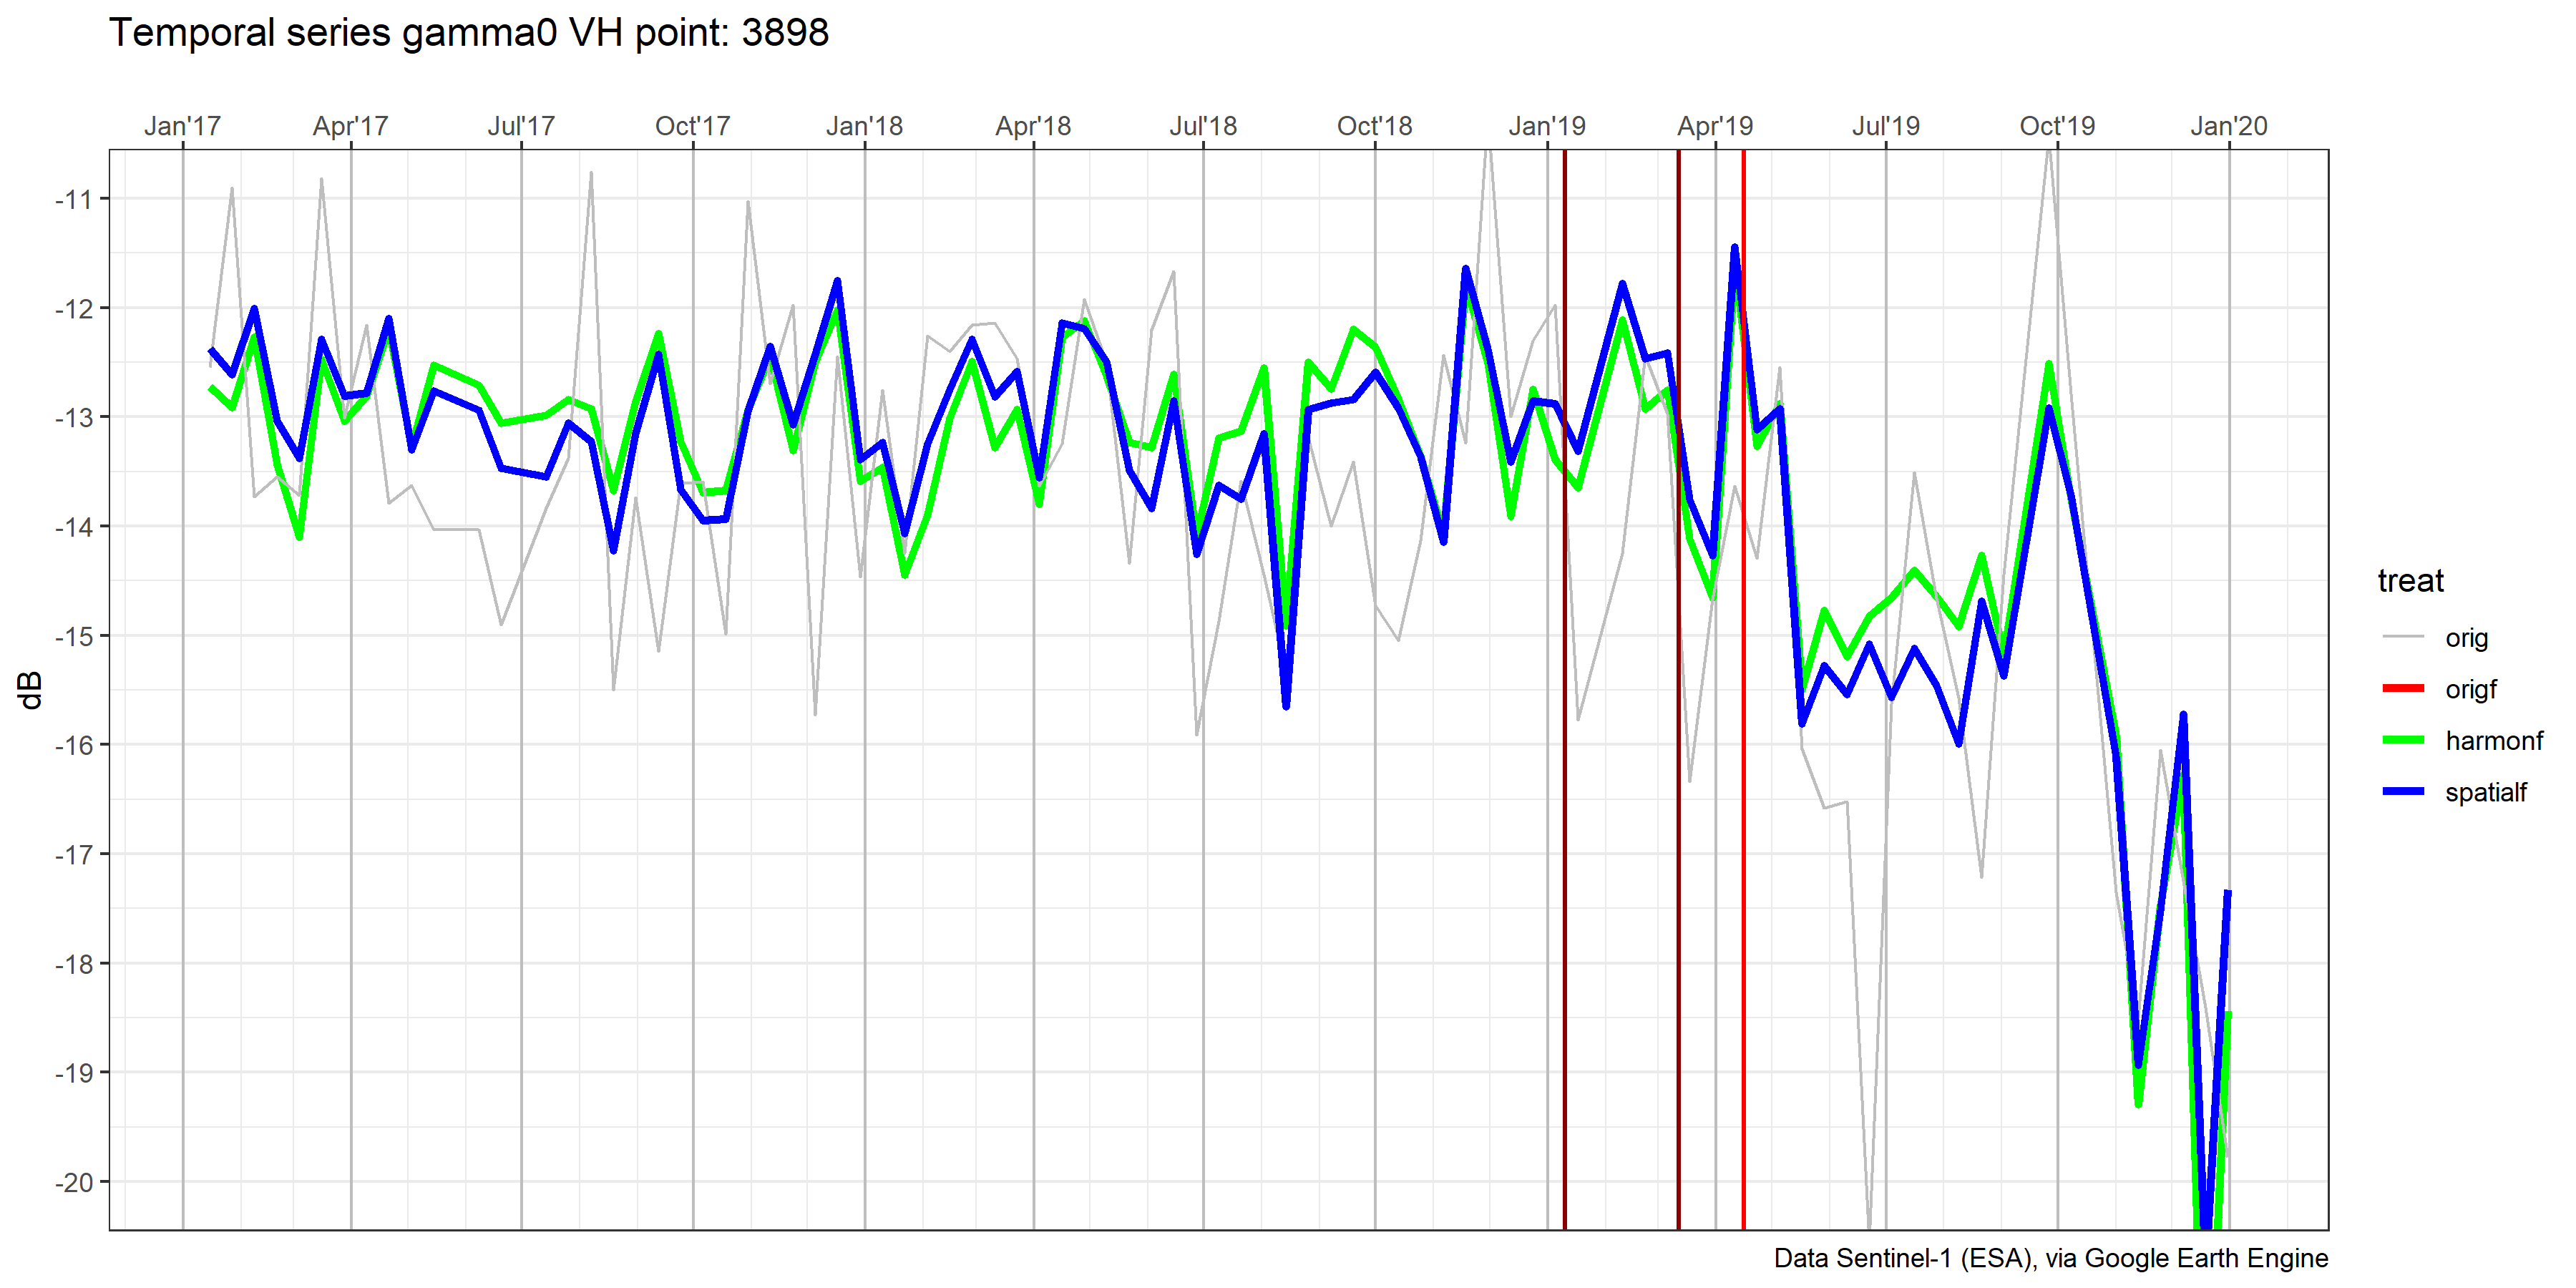 Temporal series gamma0 VH point: 3898
Jan'17 Apr'17 Jul'17 Oct'17 Jan'18 Apr'18 Jul'18 Oct'18 Jan'19 Apr'19 Jul'19 Oct'19 Jan'20
-11
-12
-13
-14
-15
-16
-17
-18
-19
-20
dB
treat
orig
origf
harmonf
spatialf
Data Sentinel-1 (ESA), via Google Earth Engine